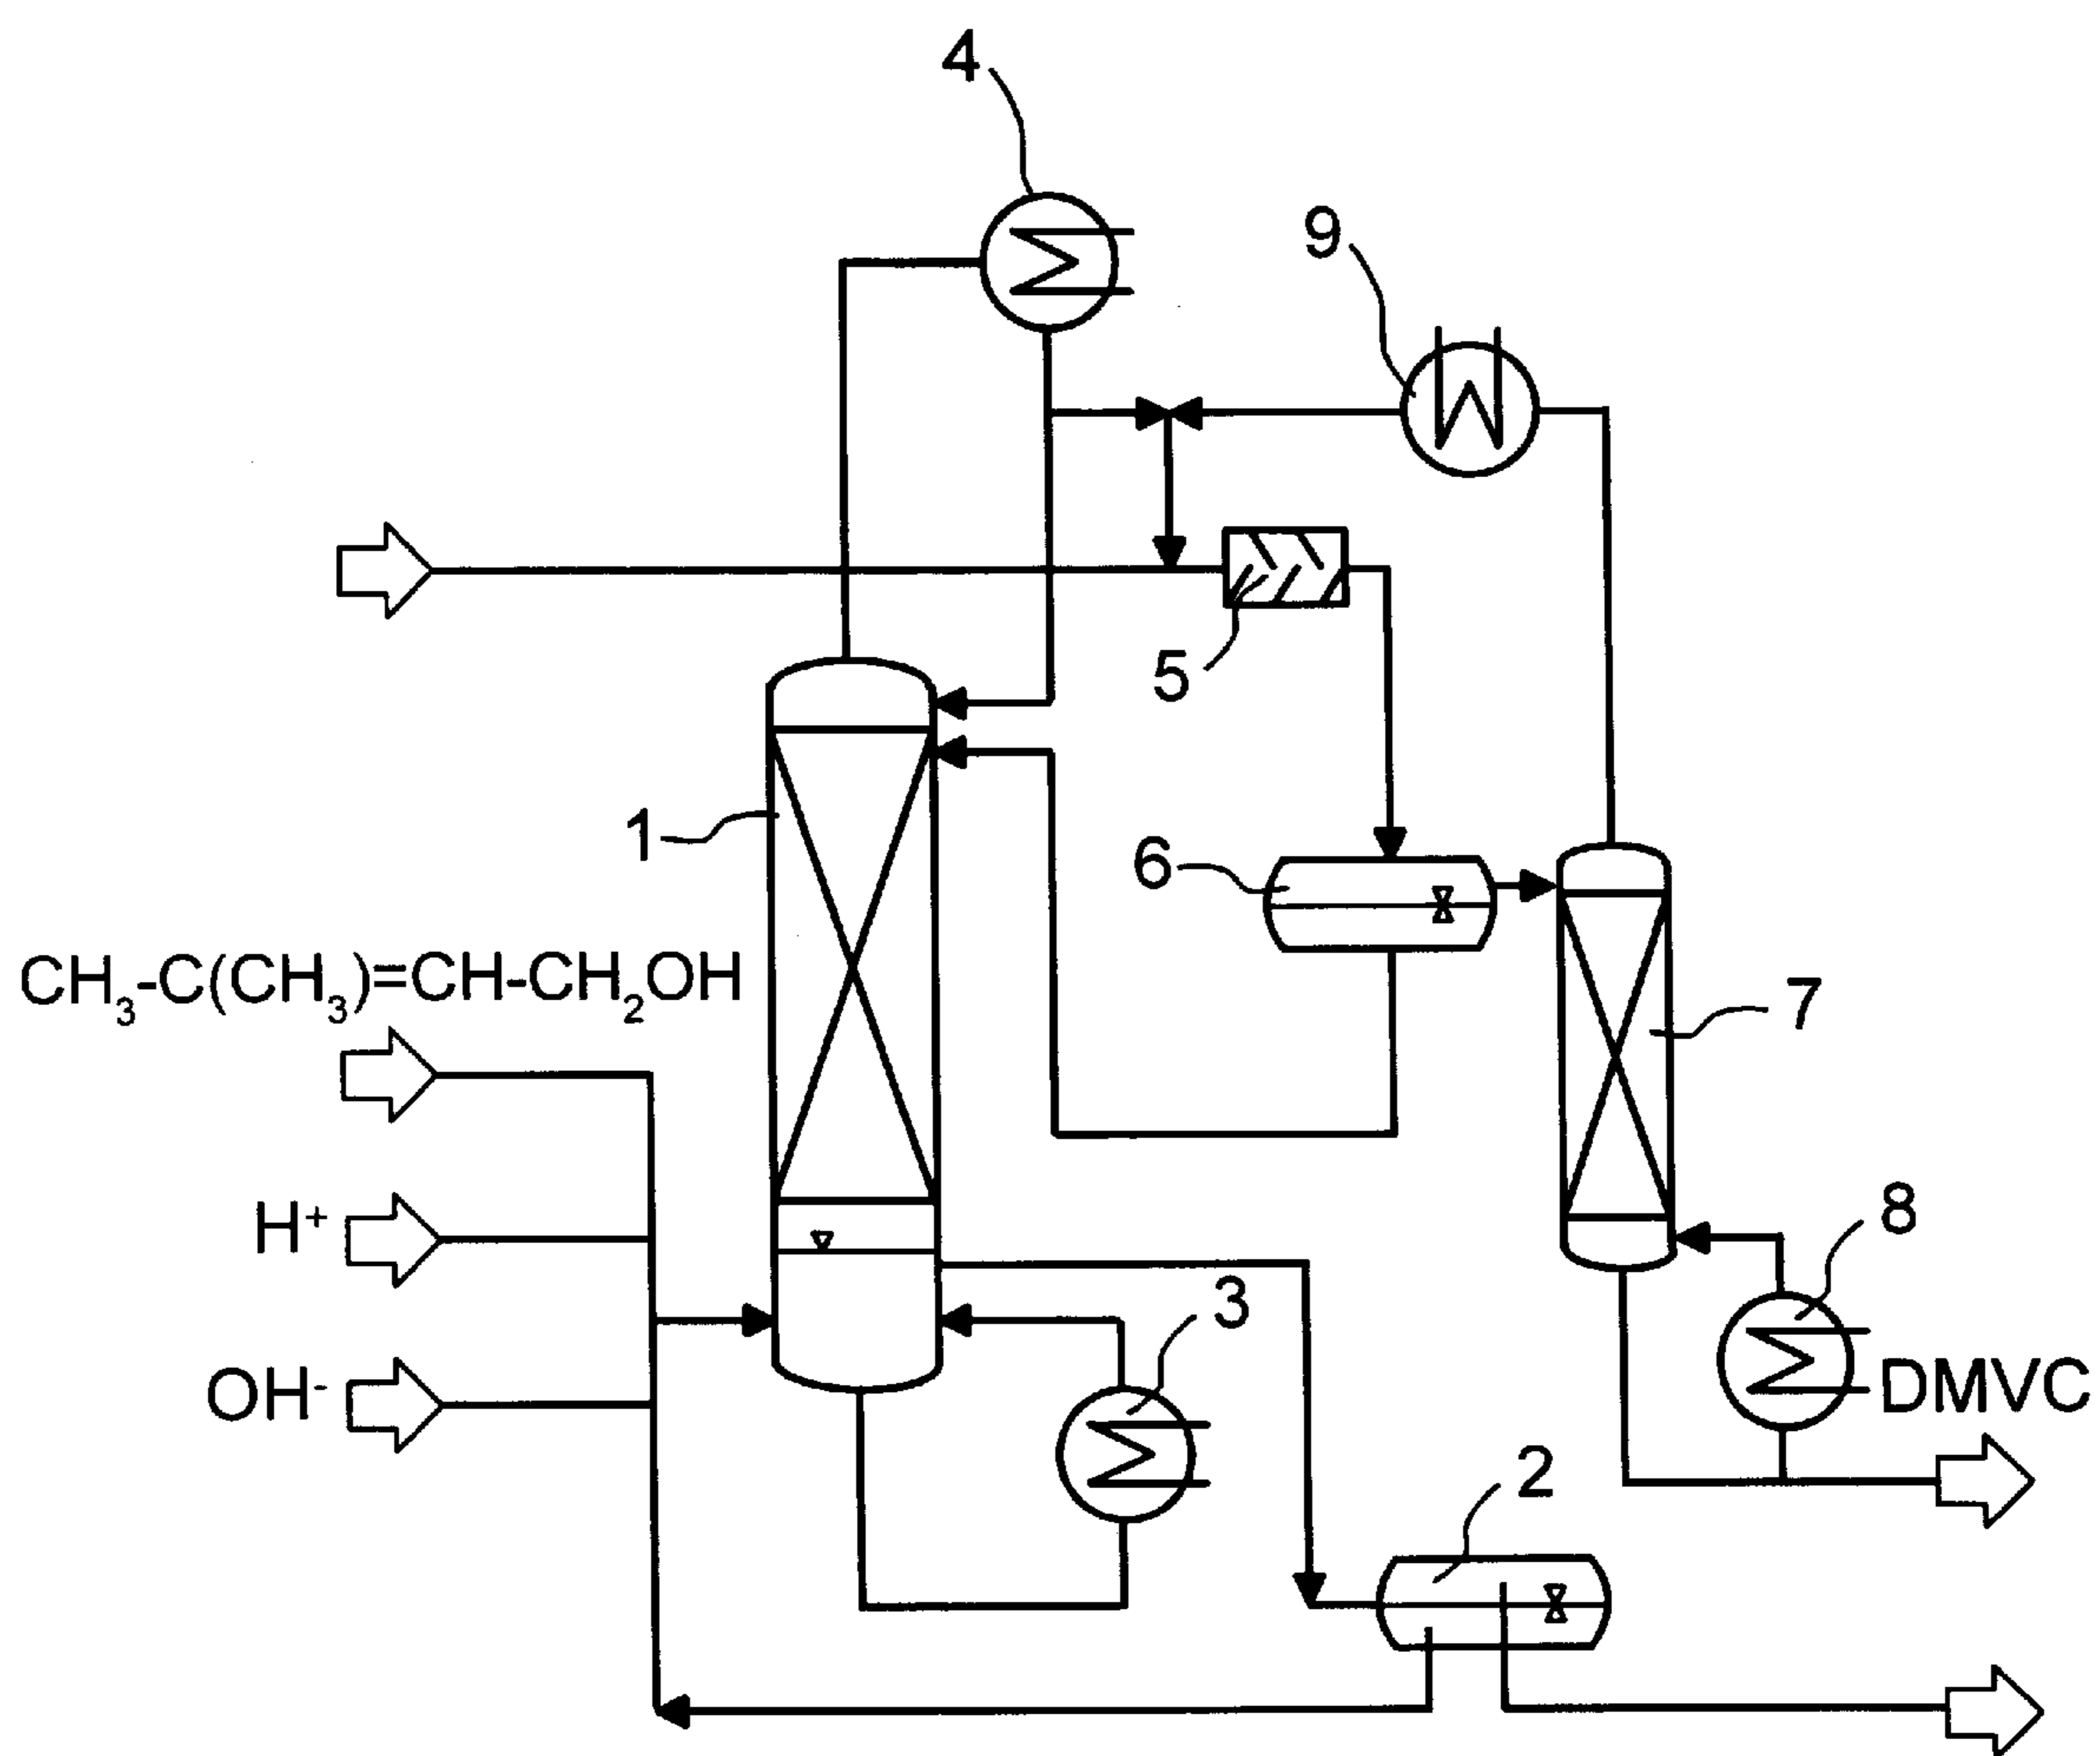 4
9
5
1
6
CH₃-C(CH₃)=CH-CH₂OH
7
H⁺
8
3
OH⁻
DMVC
2